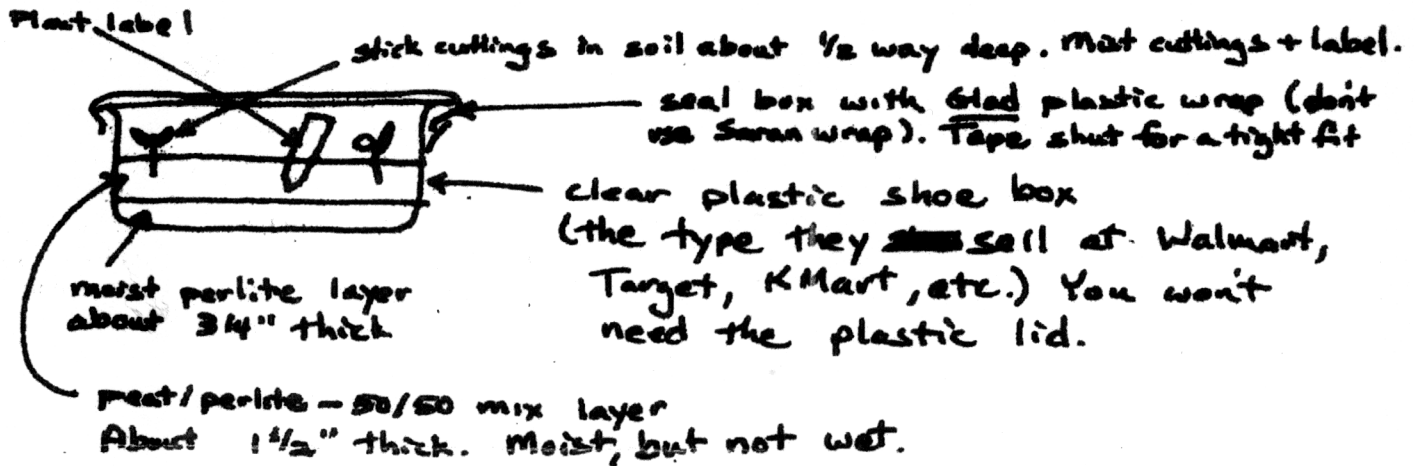 Plant label
stick cuttings in soil about 1/2 way deep. Mist cuttings + label.
seal box with Glad plastic wrap (don't
use Saran wrap). Tape shut for a tight fit
clear plastic shoe box
(the type they sell at Walmart,
Target, KMart, etc.) You won't
need the plastic lid.
moist perlite layer
about 3/4" thick
peat/perlite - 50/50 mix layer
About 1 1/2" thick. Moist, but not wet.